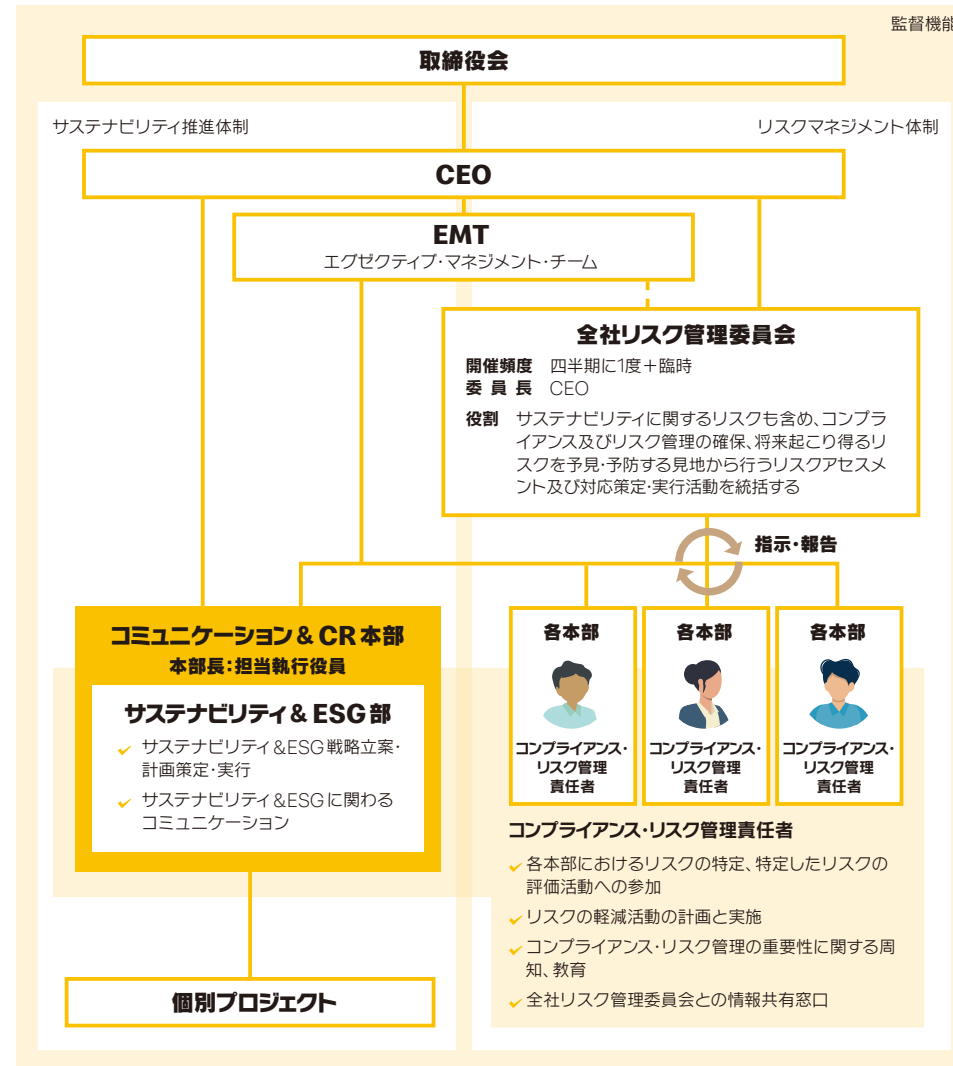 監督機能
取締役会
サステナビリティ推進体制
リスクマネジメント体制
CEO
EMT
エグゼクティブ・マネジメント・チーム
全社リスク管理委員会
開催頻度 四半期に1度＋臨時
委員長 CEO
役割 サステナビリティに関するリスクも含め、コンプラ
イアンス及びリスク管理の確保、将来起こり得るリ
スクを予見・予防する見地から行うリスクアセスメ
ント及び対応策定・実行活動を統括する
指示・報告
コミュニケーション & CR 本部
本部長：担当執行役員
サステナビリティ & ESG 部
サステナビリティ &ESG 戦略立案・
計画策定・実行
サステナビリティ &ESG に関わる
コミュニケーション
各本部
コンプライアンス・
リスク管理
責任者
各本部
コンプライアンス・
リスク管理
責任者
各本部
コンプライアンス・
リスク管理
責任者
コンプライアンス・リスク管理責任者
各本部におけるリスクの特定、特定したリスクの
評価活動への参加
リスクの軽減活動の計画と実施
コンプライアンス・リスク管理の重要性に関する周
知、教育
全社リスク管理委員会との情報共有窓口
個別プロジェクト